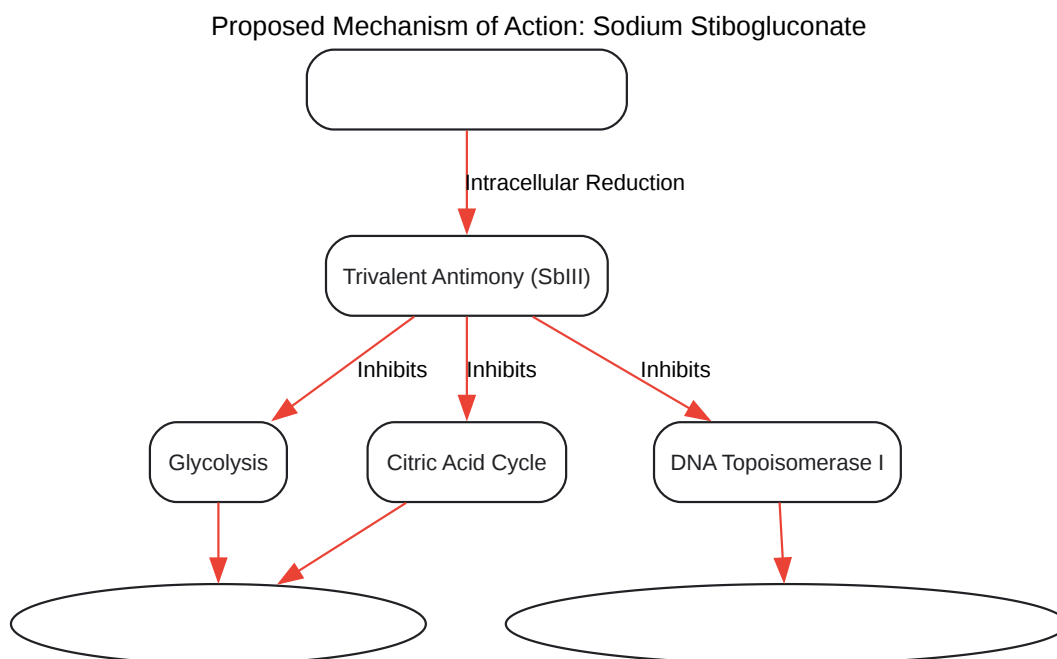 Proposed Mechanism of Action: Sodium Stibogluconate
Intracellular Reduction
Trivalent Antimony (SbIII)
Inhibits
Inhibits
Inhibits
Glycolysis
Citric Acid Cycle
DNA Topoisomerase I